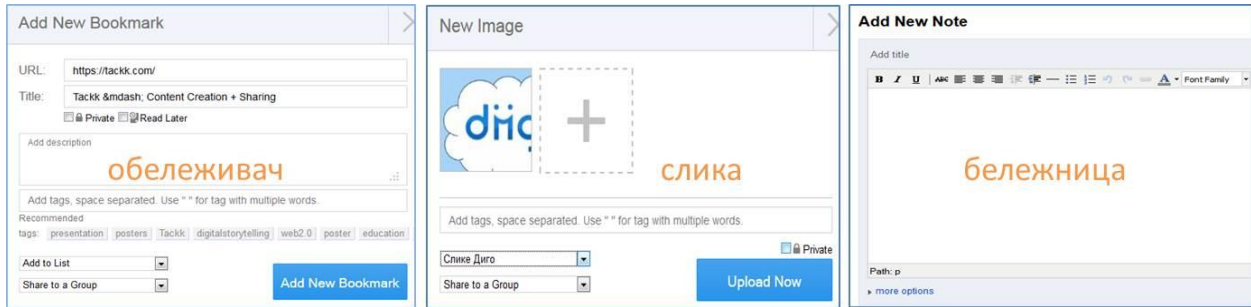 Add New Bookmark
URL: https://tackk.com/
Title: Tackk &mdash; Content Creation + Sharing
Private Read Later
Add description
обележивач
Add tags, space separated. Use " " for tag with multiple words.
Recommended
tags: presentation posters Tackk digitalstorytelling web2.0 poster education
Add to List
Share to a Group
Add New Bookmark
New Image
diig
слика
Add tags, space separated. Use " " for tag with multiple words.
Private
Слике Диго
Share to a Group
Upload Now
Add New Note
Add title
B I U ABC A Font Family
бележница
Path: p
more options